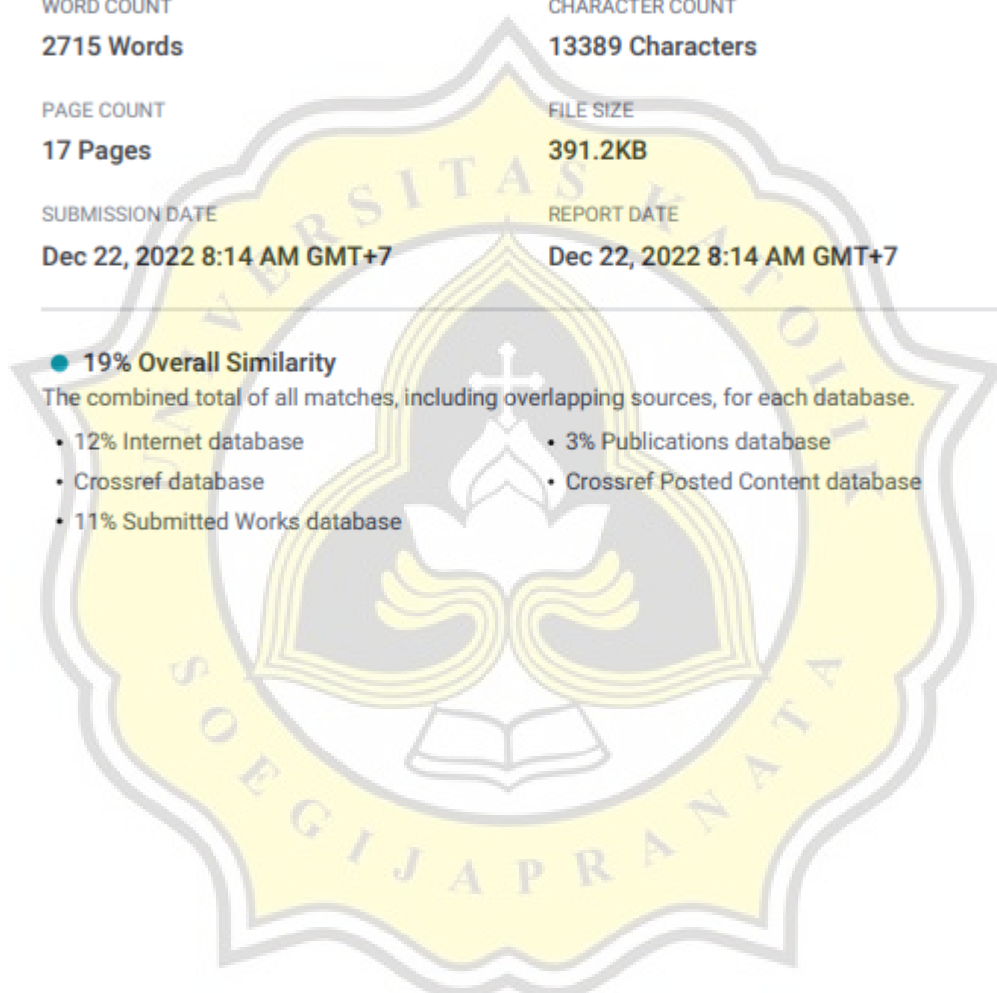 WORD COUNT
CHARACTER COUNT
2715 Words
13389 Characters
PAGE COUNT
FILE SIZE
17 Pages
391.2KB
SUBMISSION DATE
REPORT DATE
Dec 22, 2022 8:14 AM GMT+7
Dec 22, 2022 8:14 AM GMT+7
19% Overall Similarity
The combined total of all matches, including overlapping sources, for each database.
• 12% Internet database
• 3% Publications database
• Crossref database
• Crossref Posted Content database
• 11% Submitted Works database
UNIVERSITAS KATOLIK
SOEGIJAPRANATA